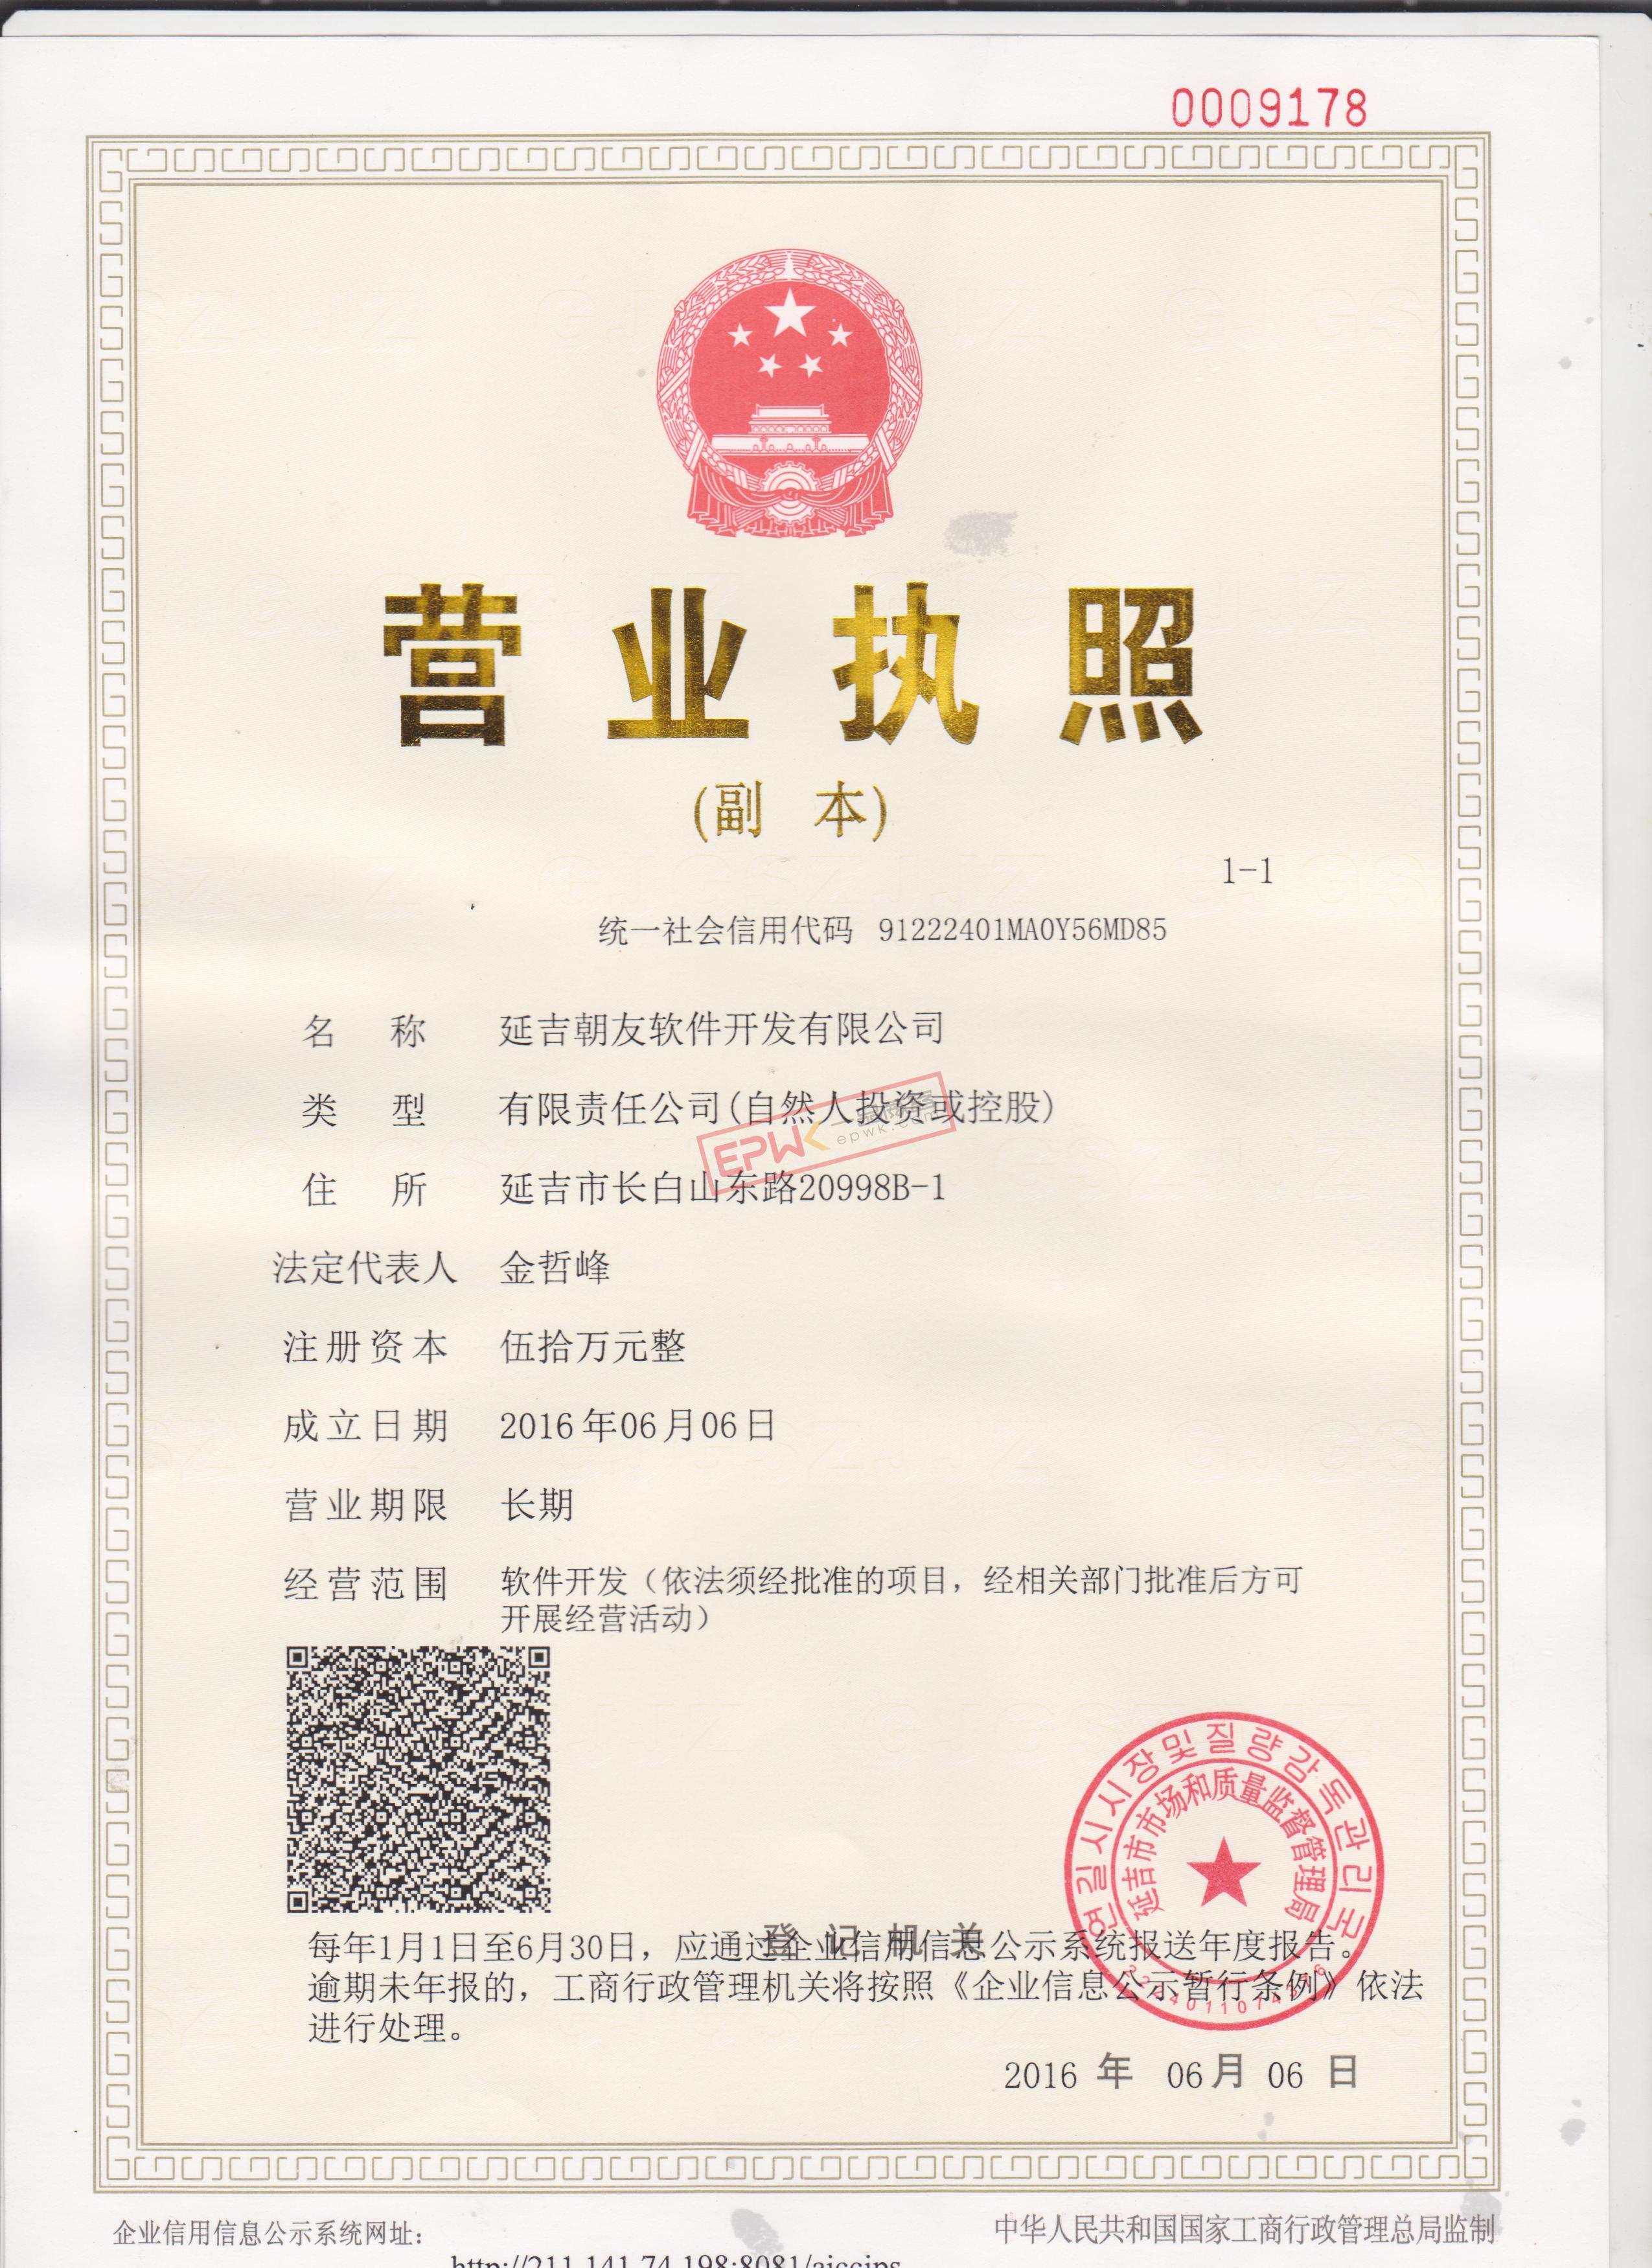 0009178
营业执照
(副 本)
1-1
统一社会信用代码 91222401MA0Y56MD85
名 称 延吉朝友软件开发有限公司
类 型 有限责任公司(自然人投资或控股)
EPWK 一品威客
epwk.com
住 所 延吉市长白山东路20998B-1
法定代表人 金哲峰
注册资本 伍拾万元整
成立日期 2016年06月06日
营业期限 长期
经营范围 软件开发（依法须经批准的项目，经相关部门批准后方可
开展经营活动）
연길시시장및질량감독관리국
延吉市市场和质量监督管理局
登记机关
每年1月1日至6月30日，应通过企业信用信息公示系统报送年度报告。
逾期未年报的，工商行政管理机关将按照《企业信息公示暂行条例》依法
进行处理。
2016 年 06 月 06 日
企业信用信息公示系统网址：
中华人民共和国国家工商行政管理总局监制
http://211.141.74.198:8081/aiccips